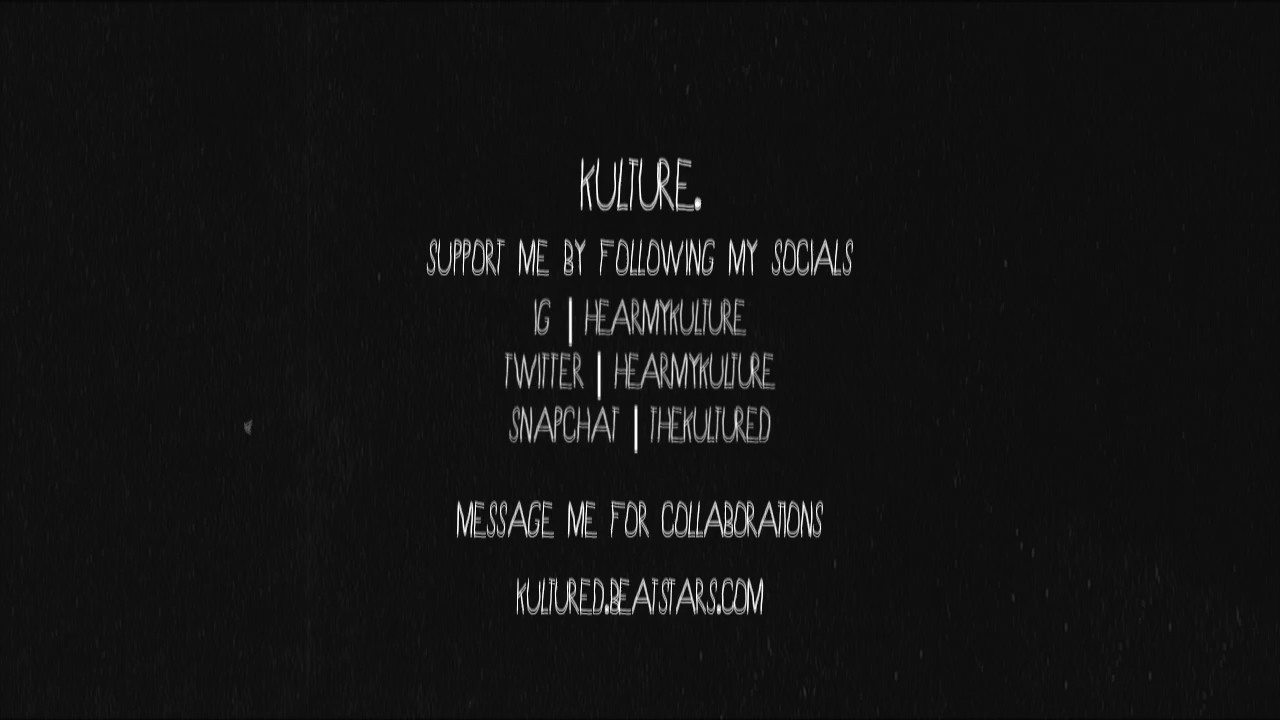 KULTURE.
SUPPORT ME BY FOLLOWING MY SOCIALS
IG | HEARMYKULTURE
TWITTER | HEARMYKULTURE
SNAPCHAT | THEKULTURED
MESSAGE ME FOR COLLABORATIONS
KULTURED.BEATSTARS.COM